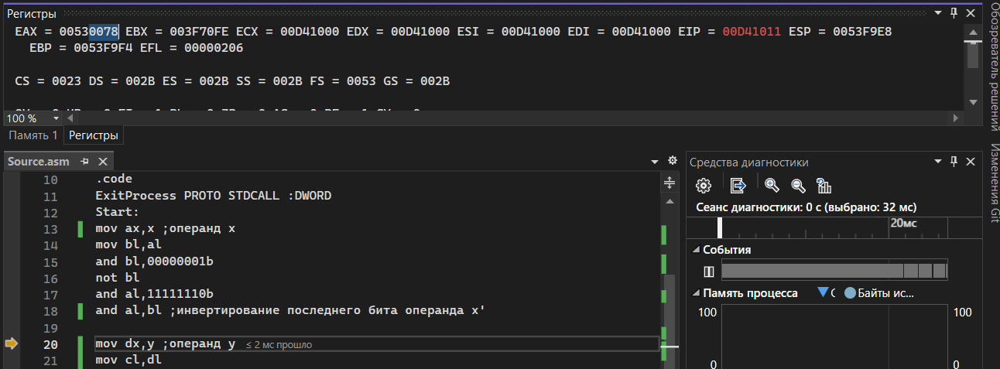 Регистры
EAX = 00530078 EBX = 003F70FE ECX = 00D41000 EDX = 00D41000 ESI = 00D41000 EDI = 00D41000 EIP = 00D41011 ESP = 0053F9E8
EBP = 0053F9F4 EFL = 00000206
CS = 0023 DS = 002B ES = 002B SS = 002B FS = 0053 GS = 002B
100 %
Память 1 Регистры
Обозреватель решений
Изменения Git
Source.asm
10 .code
11 ExitProcess PROTO STDCALL :DWORD
12 Start:
13 mov ax,x ;операнд x
14 mov bl,al
15 and bl,00000001b
16 not bl
17 and al,11111110b
18 and al,bl ;инвертирование последнего бита операнда x'
19
20 mov dx,y ;операнд y ≤ 2 мс прошло
21 mov cl,dl
Средства диагностики
Сеанс диагностики: 0 с (выбрано: 32 мс)
20мс
События
Память процесса
Байты ис...
100 100
0 0